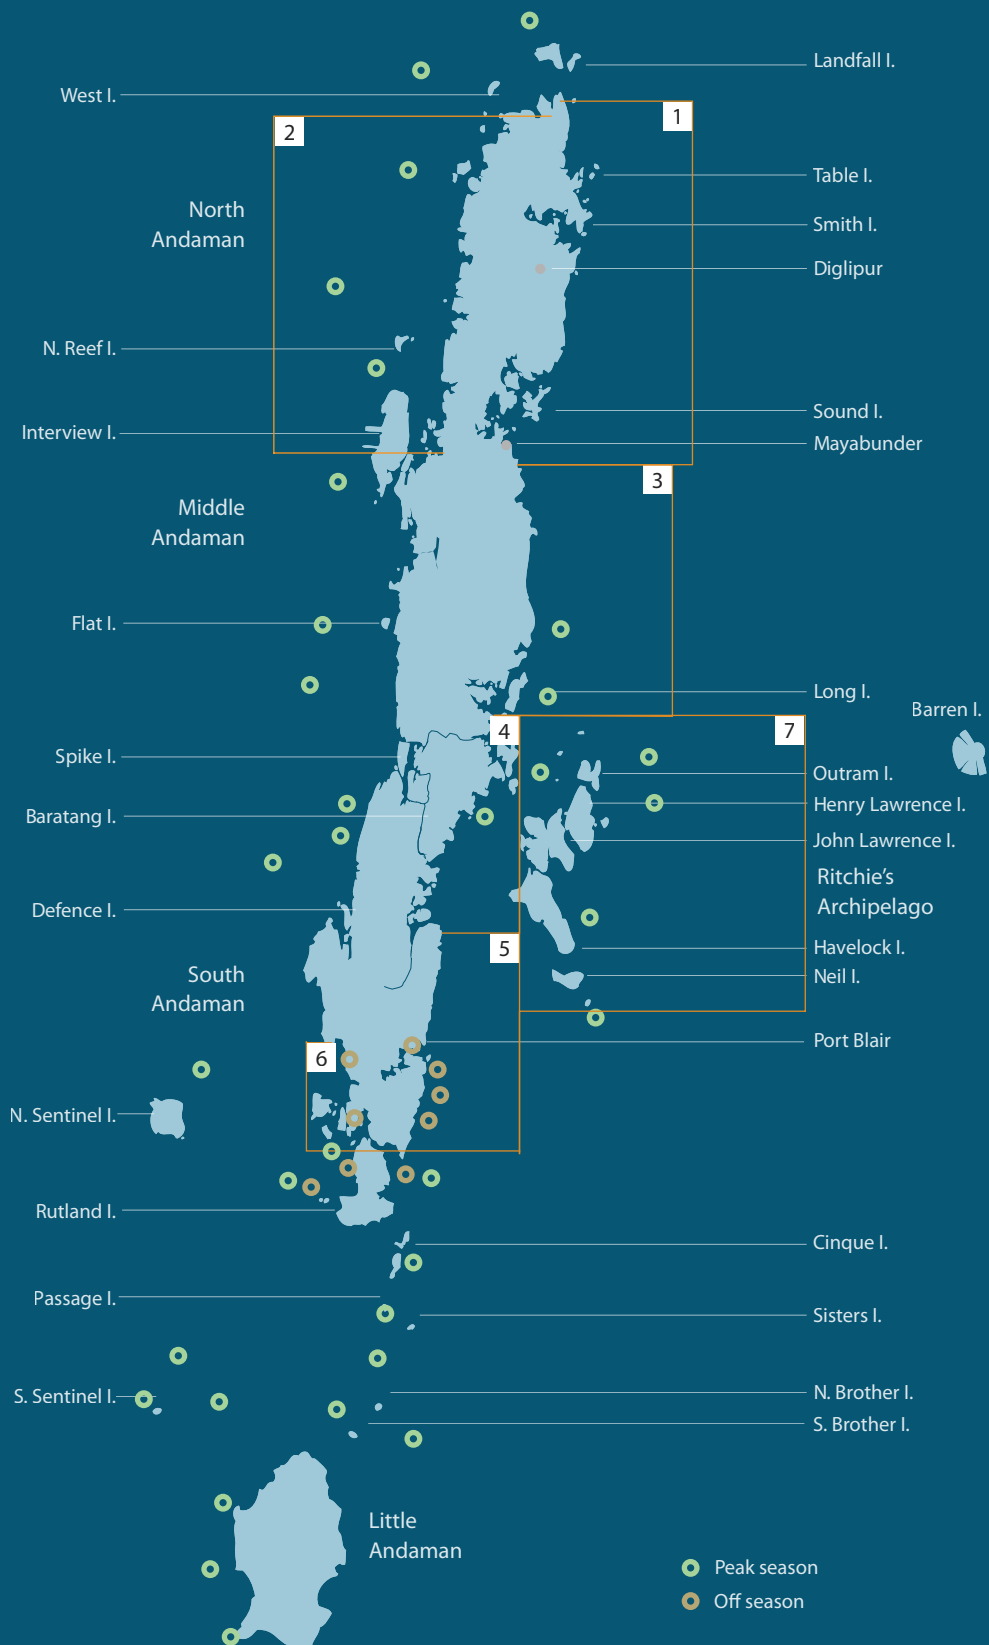 Landfall I.
West I.
1
2
Table I.
North
Andaman
Smith I.
Diglipur
N. Reef I.
Sound I.
Interview I.
Mayabunder
3
Middle
Andaman
Flat I.
Long I.
Barren I.
4
7
Spike I.
Outram I.
Henry Lawrence I.
Baratang I.
John Lawrence I.
Ritchie’s
Archipelago
Defence I.
Havelock I.
5
South
Andaman
Neil I.
Port Blair
6
N. Sentinel I.
Rutland I.
Cinque I.
Passage I.
Sisters I.
S. Sentinel I.
N. Brother I.
S. Brother I.
Little
Andaman
Peak season
Off season